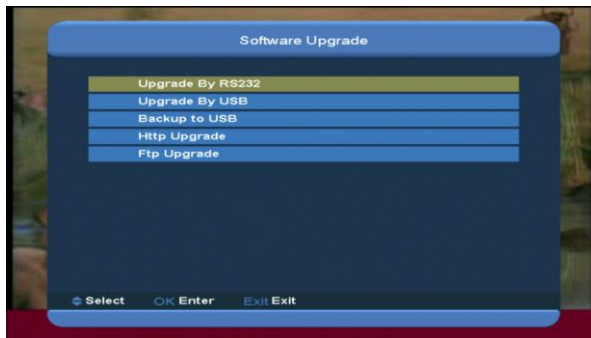 Software Upgrade
Upgrade By RS232
Upgrade By USB
Backup to USB
Http Upgrade
Ftp Upgrade
Select OK Enter Exit Exit